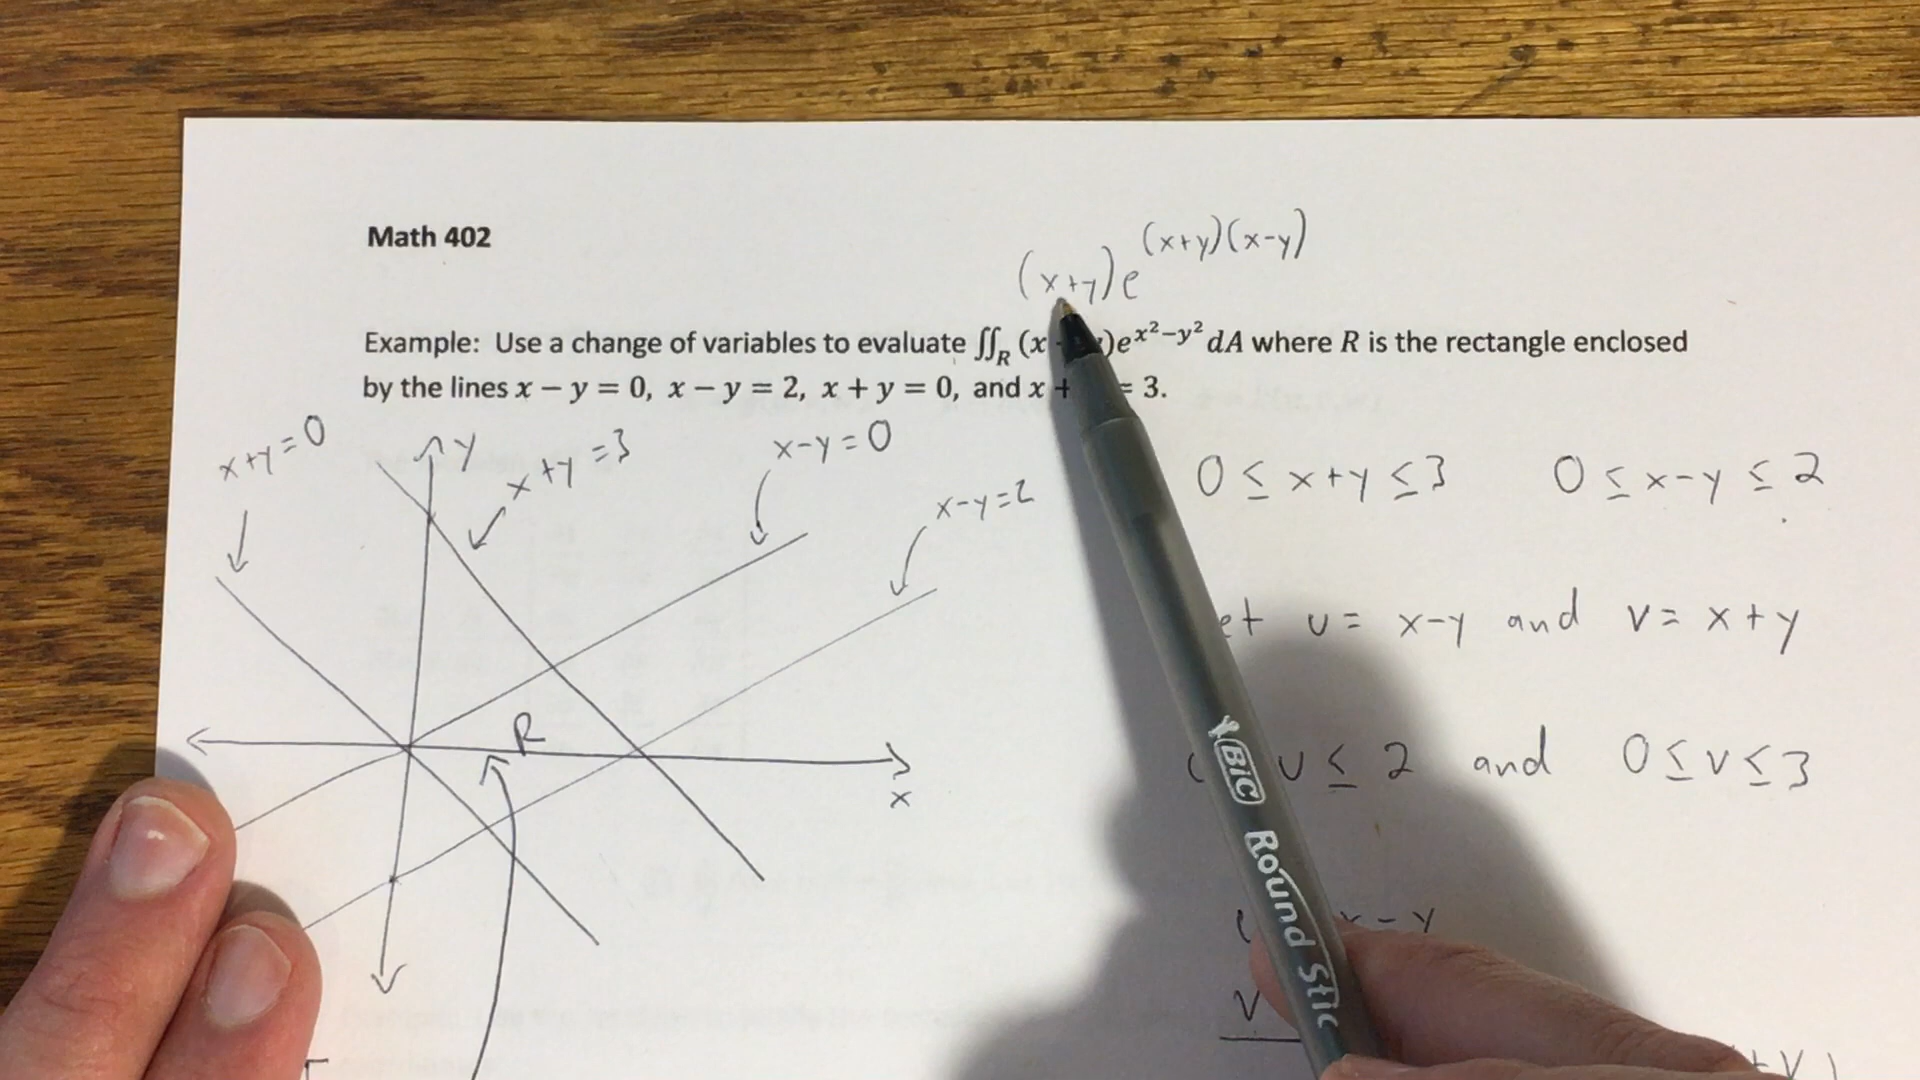 Math 402
(x+y)e^(x+y)(x-y)
Example: Use a change of variables to evaluate ∬_R (x )e^{x²−y²} dA where R is the rectangle enclosed
by the lines x − y = 0, x − y = 2, x + y = 0, and x + = 3.
x+y=0
y
x+y=3
x-y=0
x-y=2
0 ≤ x+y ≤ 3 0 ≤ x-y ≤ 2
et u = x-y and v = x+y
R
x
u ≤ 2 and 0 ≤ v ≤ 3
x-y
v
BIC Round Stic